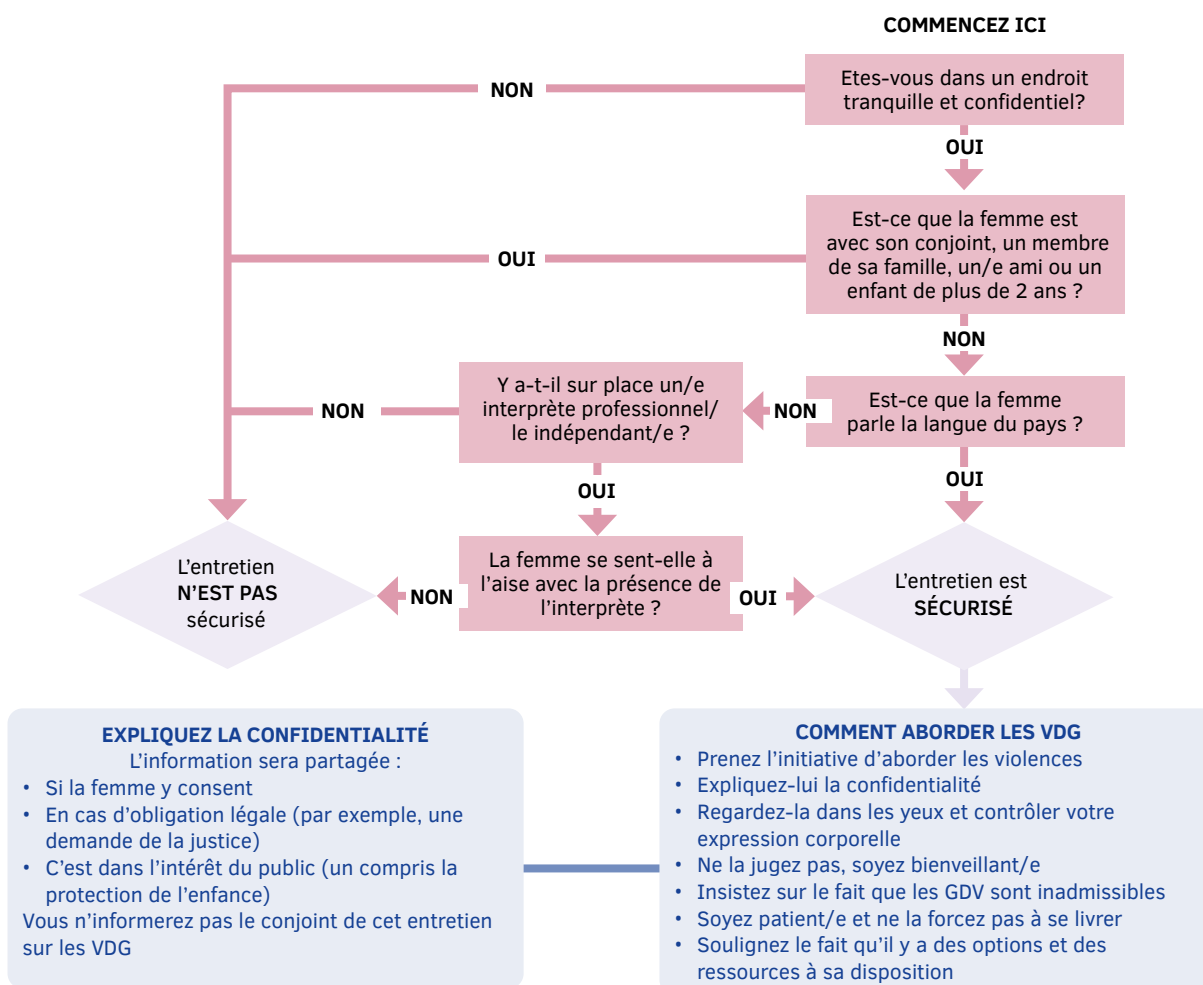 COMMENCEZ ICI
Etes-vous dans un endroit
tranquille et confidentiel?
NON
OUI
Est-ce que la femme est
avec son conjoint, un membre
de sa famille, un/e ami ou un
enfant de plus de 2 ans ?
OUI
NON
Est-ce que la femme
parle la langue du pays ?
NON
Y a-t-il sur place un/e
interprète professionnel/
le indépendant/e ?
NON
OUI
OUI
La femme se sent-elle à
l'aise avec la présence de
l'interprète ?
NON
OUI
L'entretien
N'EST PAS
sécurisé
L'entretien est
SÉCURISÉ
EXPLIQUEZ LA CONFIDENTIALITÉ
L'information sera partagée :
• Si la femme y consent
• En cas d'obligation légale (par exemple, une
demande de la justice)
• C'est dans l'intérêt du public (un compris la
protection de l'enfance)
Vous n'informerez pas le conjoint de cet entretien
sur les VDG
COMMENT ABORDER LES VDG
• Prenez l'initiative d'aborder les violences
• Expliquez-lui la confidentialité
• Regardez-la dans les yeux et contrôler votre
expression corporelle
• Ne la jugez pas, soyez bienveillant/e
• Insistez sur le fait que les GDV sont inadmissibles
• Soyez patient/e et ne la forcez pas à se livrer
• Soulignez le fait qu'il y a des options et des
ressources à sa disposition